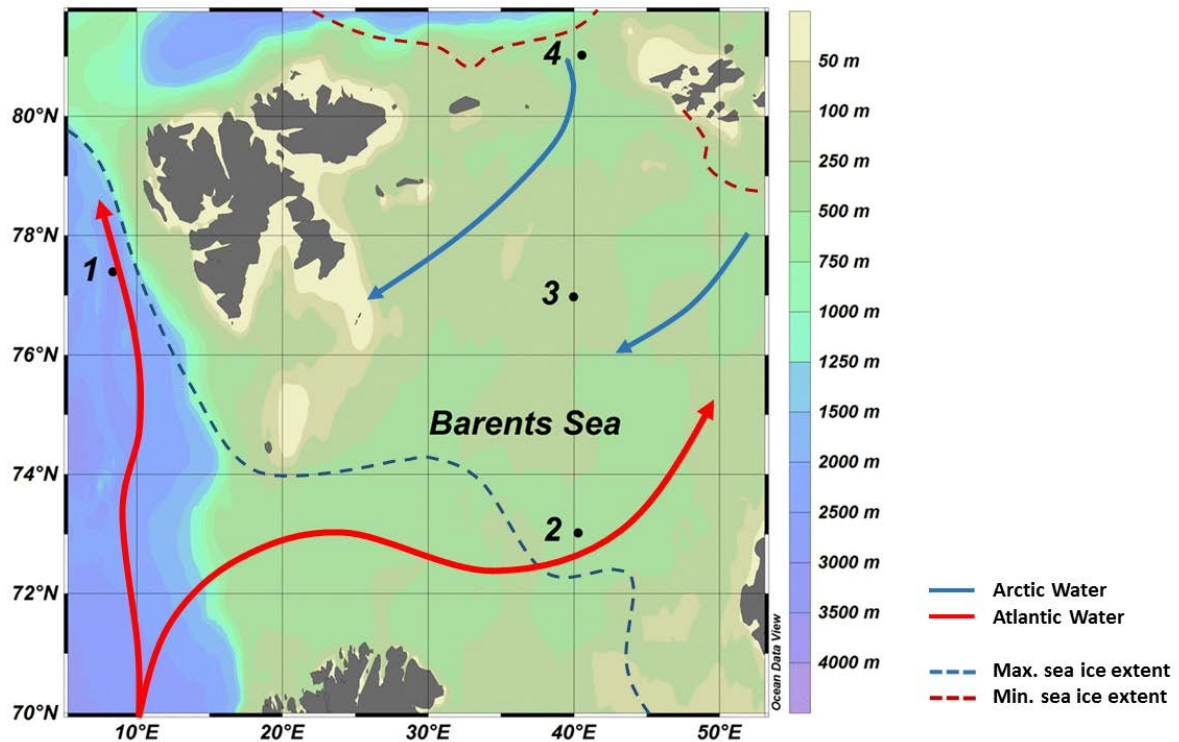 80°N
78°N
76°N
74°N
72°N
70°N
10°E
20°E
30°E
40°E
50°E
4
1
3
Barents Sea
2
Ocean Data View
50 m
100 m
250 m
500 m
750 m
1000 m
1250 m
1500 m
2000 m
2500 m
3000 m
3500 m
4000 m
Arctic Water
Atlantic Water
Max. sea ice extent
Min. sea ice extent